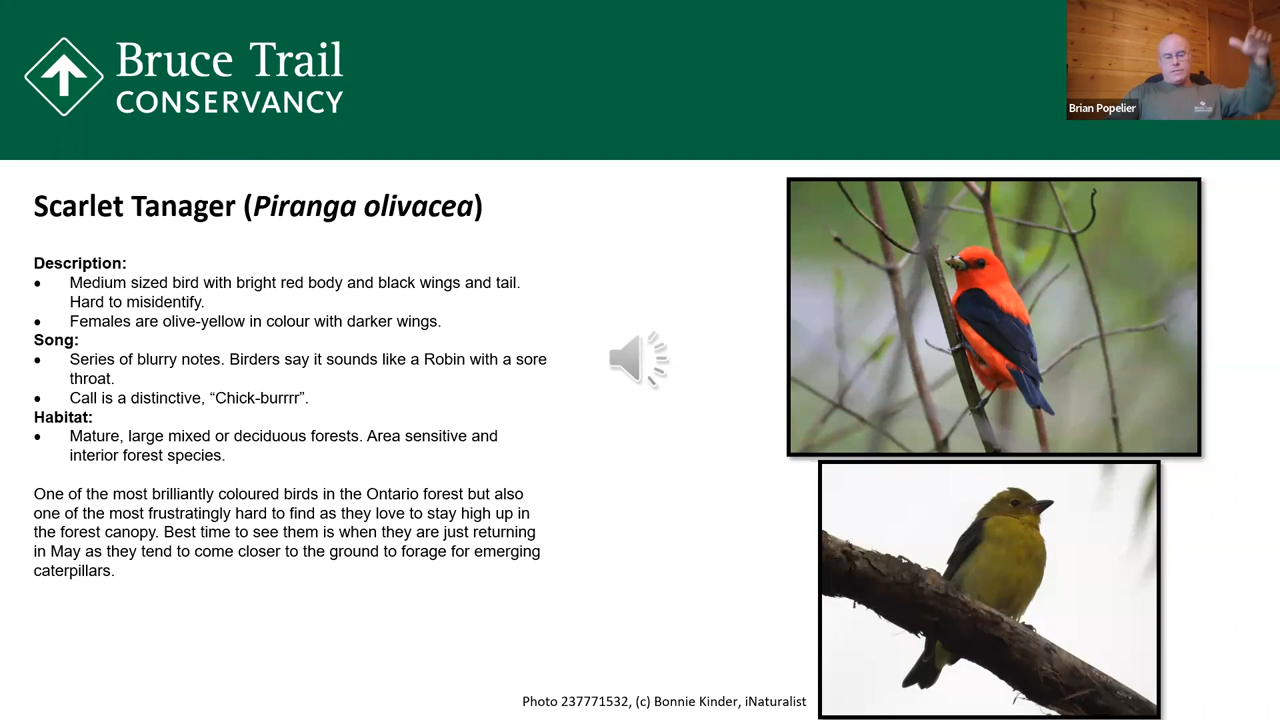 Bruce Trail
CONSERVANCY
Brian Popelier
Scarlet Tanager (Piranga olivacea)
Description:
• Medium sized bird with bright red body and black wings and tail.
Hard to misidentify.
• Females are olive-yellow in colour with darker wings.
Song:
• Series of blurry notes. Birders say it sounds like a Robin with a sore
throat.
• Call is a distinctive, “Chick-burrrr”.
Habitat:
• Mature, large mixed or deciduous forests. Area sensitive and
interior forest species.
One of the most brilliantly coloured birds in the Ontario forest but also
one of the most frustratingly hard to find as they love to stay high up in
the forest canopy. Best time to see them is when they are just returning
in May as they tend to come closer to the ground to forage for emerging
caterpillars.
Photo 237771532, (c) Bonnie Kinder, iNaturalist